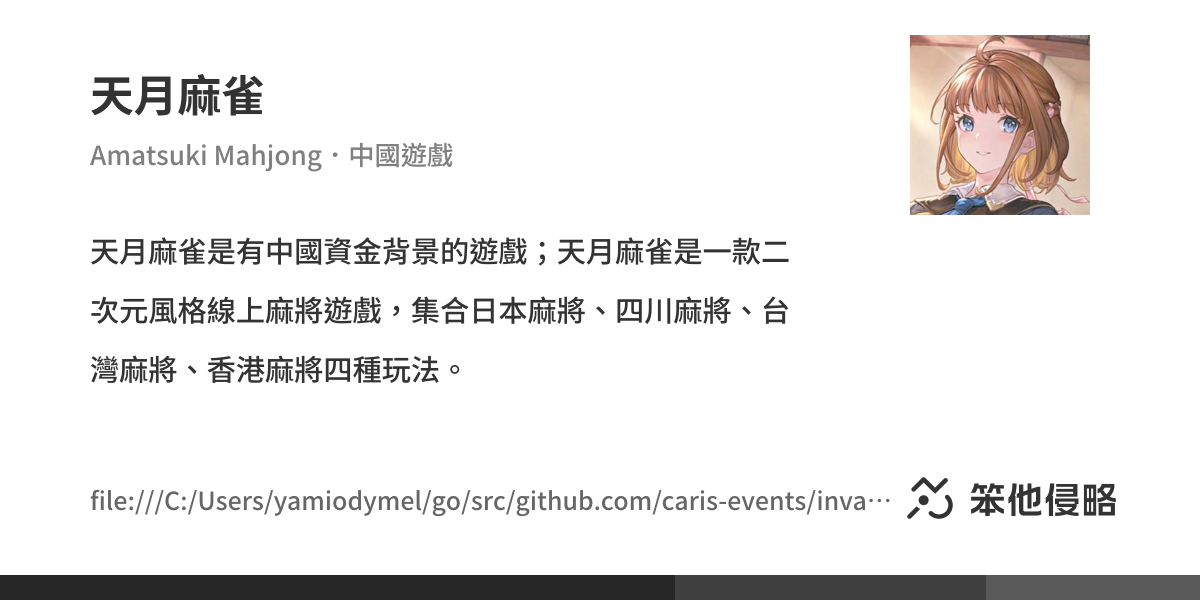 天月麻雀
Amatsuki Mahjong・中國遊戲
天月麻雀是有中國資金背景的遊戲；天月麻雀是一款二
次元風格線上麻將遊戲，集合日本麻將、四川麻將、台
灣麻將、香港麻將四種玩法。
file:///C:/Users/yamiodymel/go/src/github.com/caris-events/inva…
笨他侵略